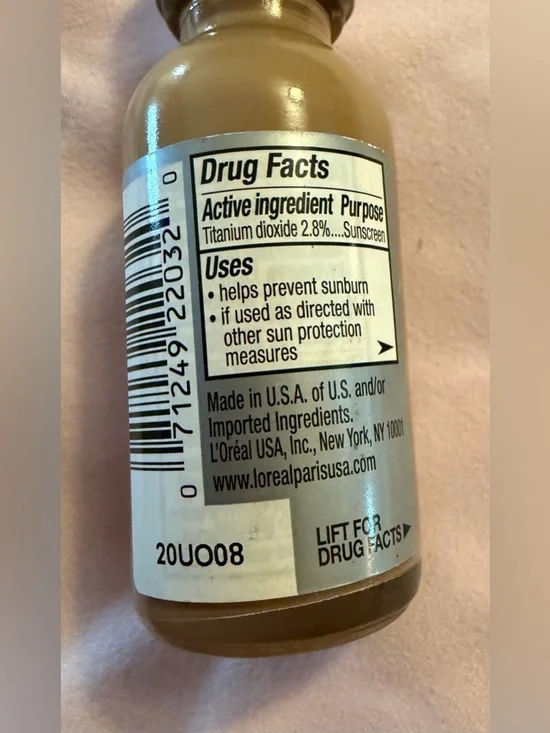 Drug Facts
Active ingredient Purpose
Titanium dioxide 2.8%....Sunscreen
Uses
• helps prevent sunburn
• if used as directed with
other sun protection
measures
Made in U.S.A. of U.S. and/or
Imported Ingredients.
L'Oréal USA, Inc., New York, NY 10001
www.lorealparisusa.com
LIFT FOR
DRUG FACTS
20UO08
0 71249 22032 0